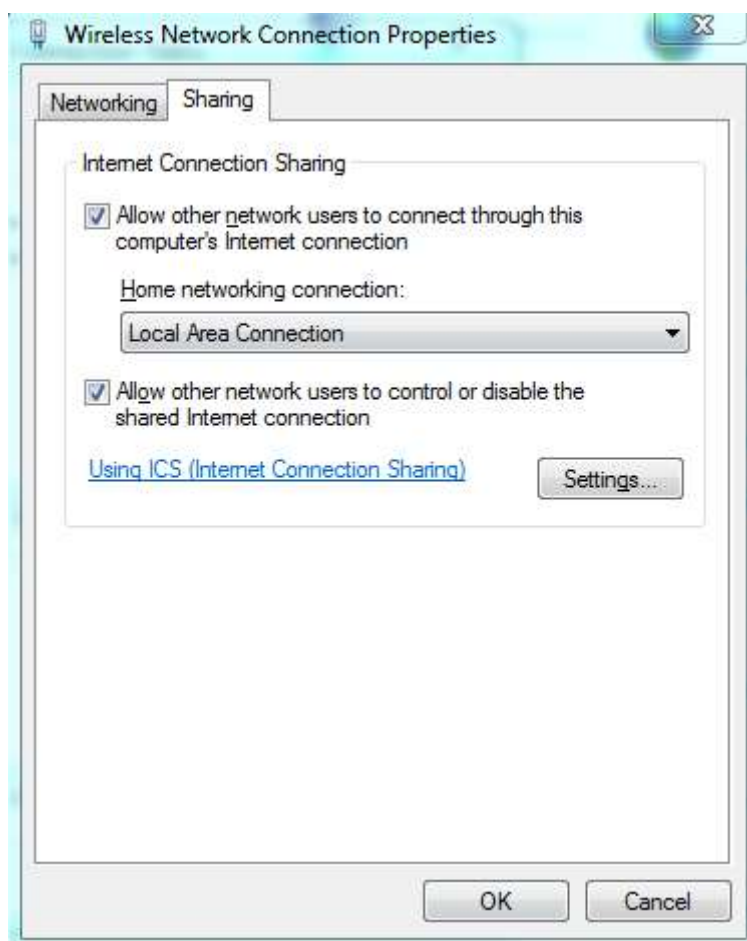 Wireless Network Connection Properties
Networking
Sharing
Internet Connection Sharing
Allow other network users to connect through this
computer's Internet connection
Home networking connection:
Local Area Connection
Allow other network users to control or disable the
shared Internet connection
Using ICS (Internet Connection Sharing)
Settings...
OK
Cancel